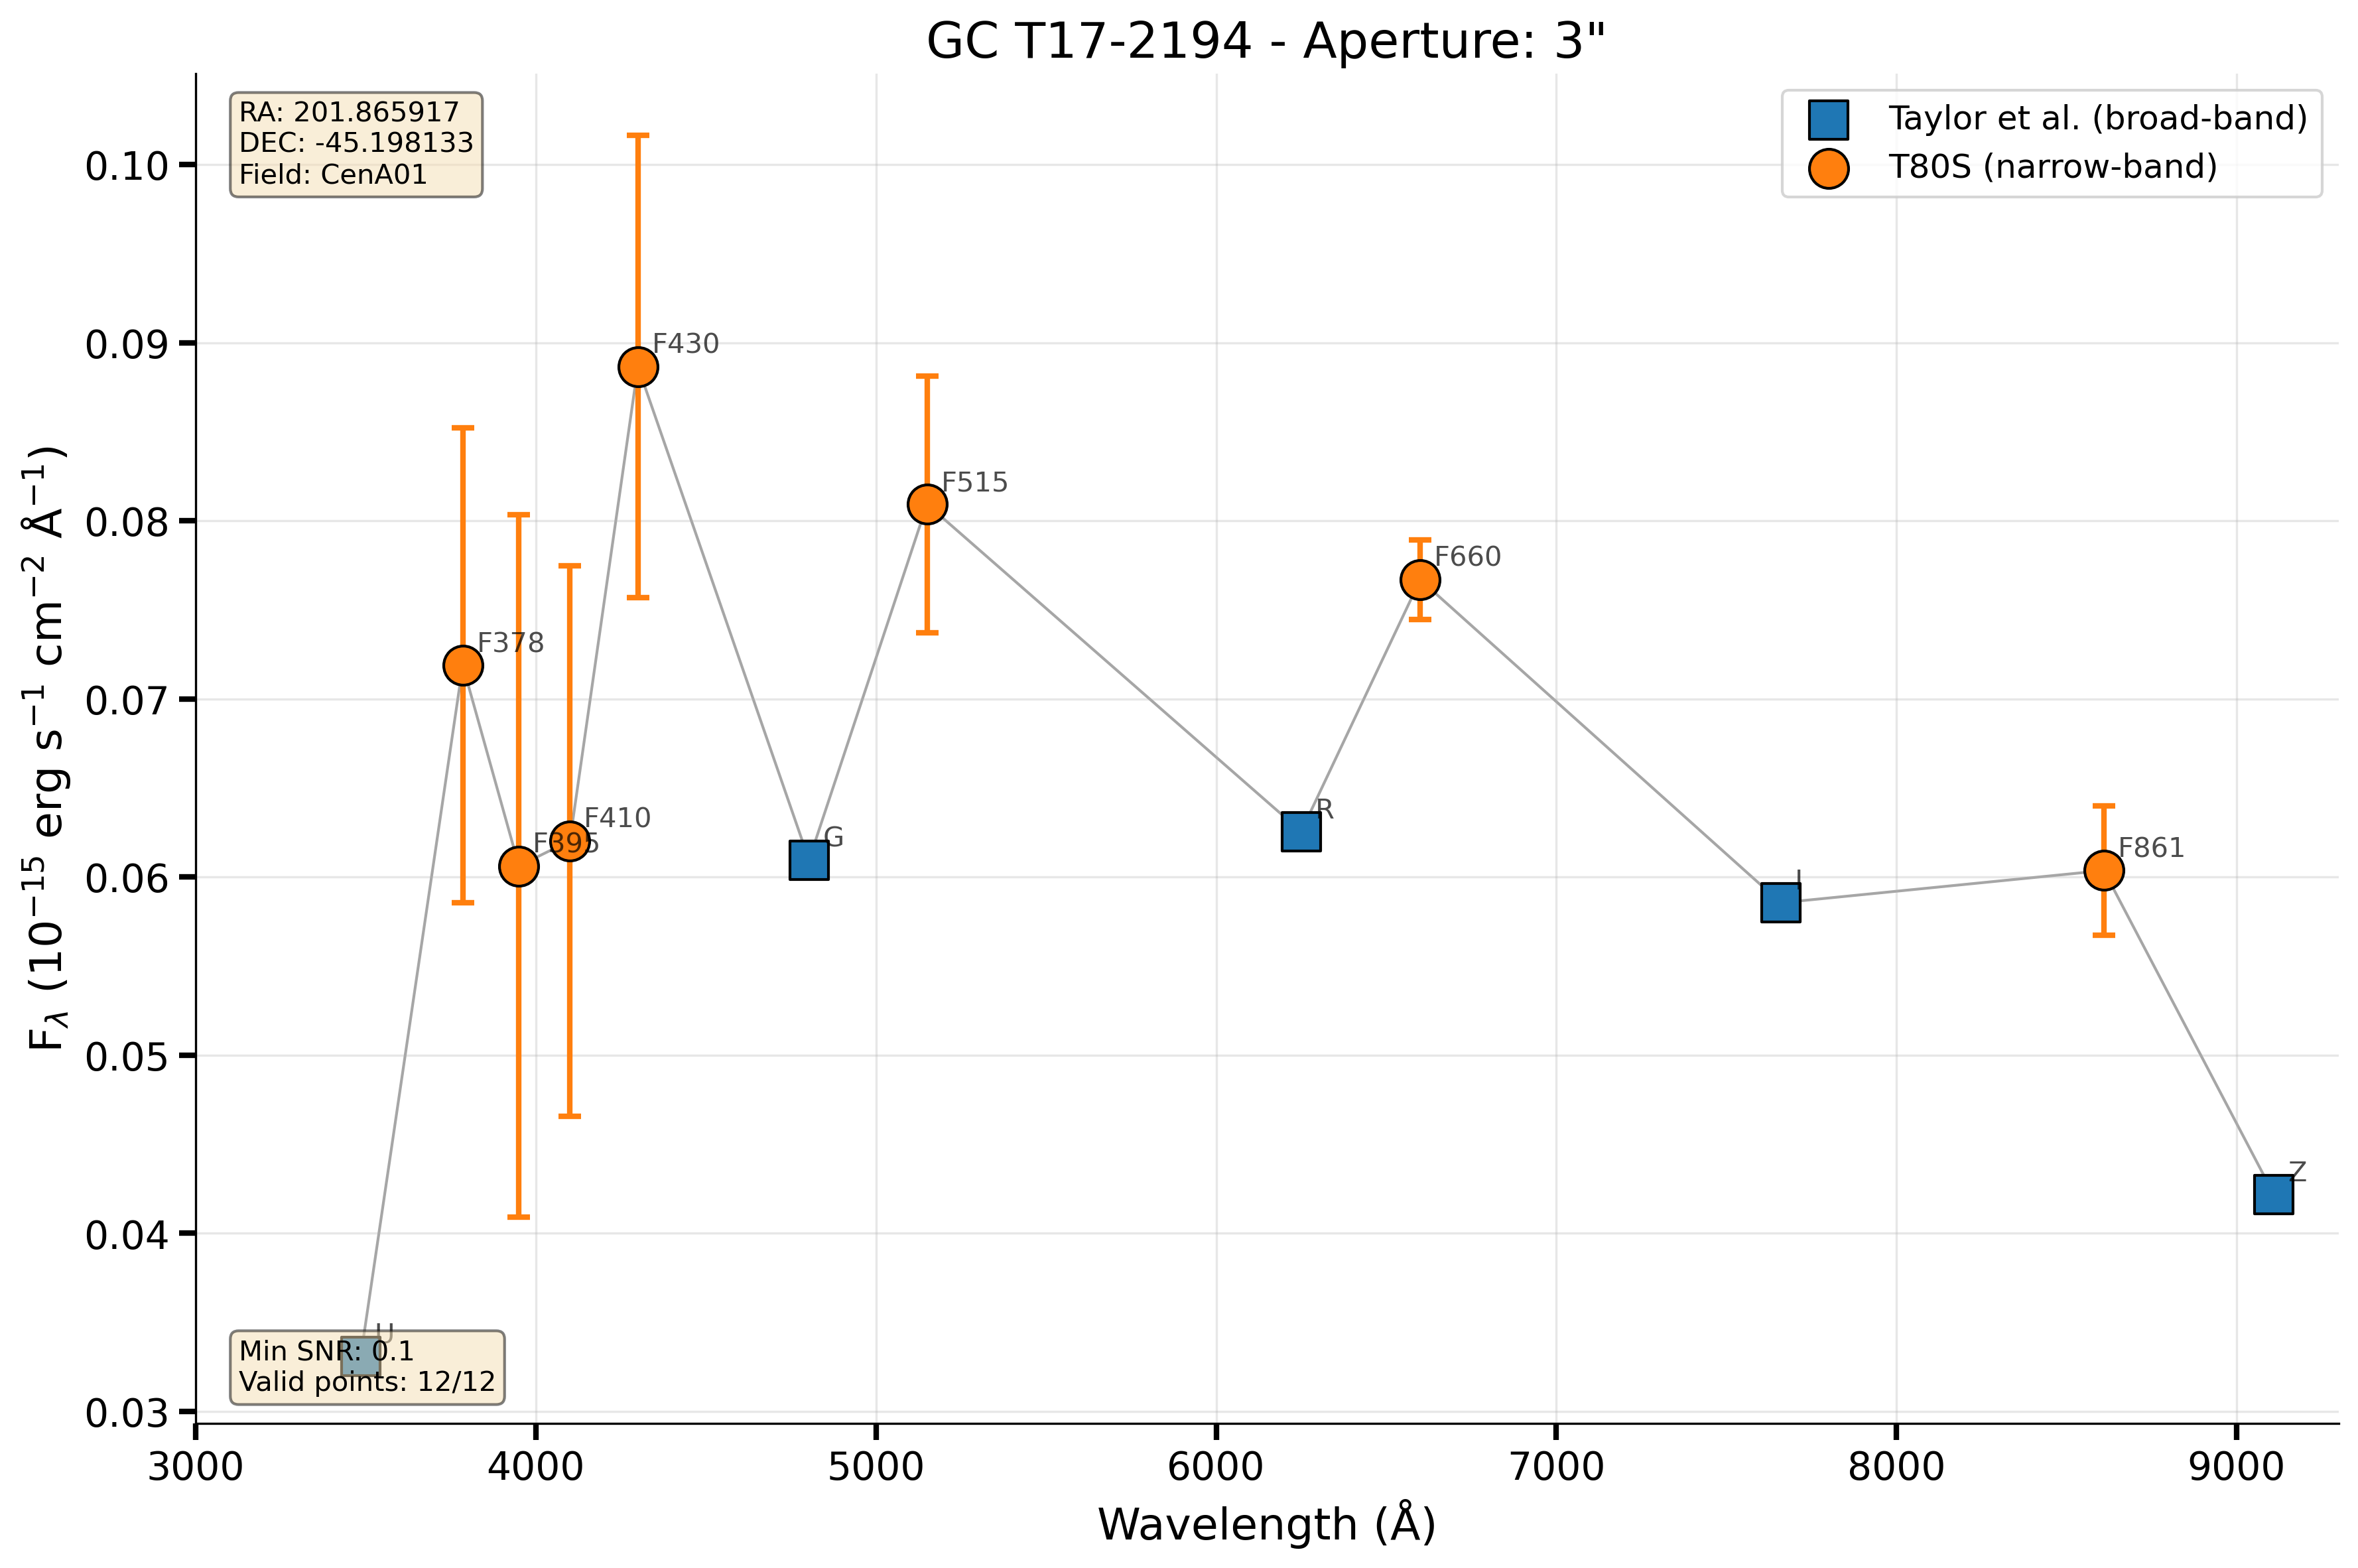 GC T17-2194 - Aperture: 3"
RA: 201.865917
DEC: -45.198133
Field: CenA01
Taylor et al. (broad-band)
T80S (narrow-band)
F430
F515
F660
F378
F410
F395
G
R
I
F861
Z
U
Min SNR: 0.1
Valid points: 12/12
0.10
0.09
0.08
0.07
0.06
0.05
0.04
0.03
F_λ (10⁻¹⁵ erg s⁻¹ cm⁻² Å⁻¹)
3000 4000 5000 6000 7000 8000 9000
Wavelength (Å)